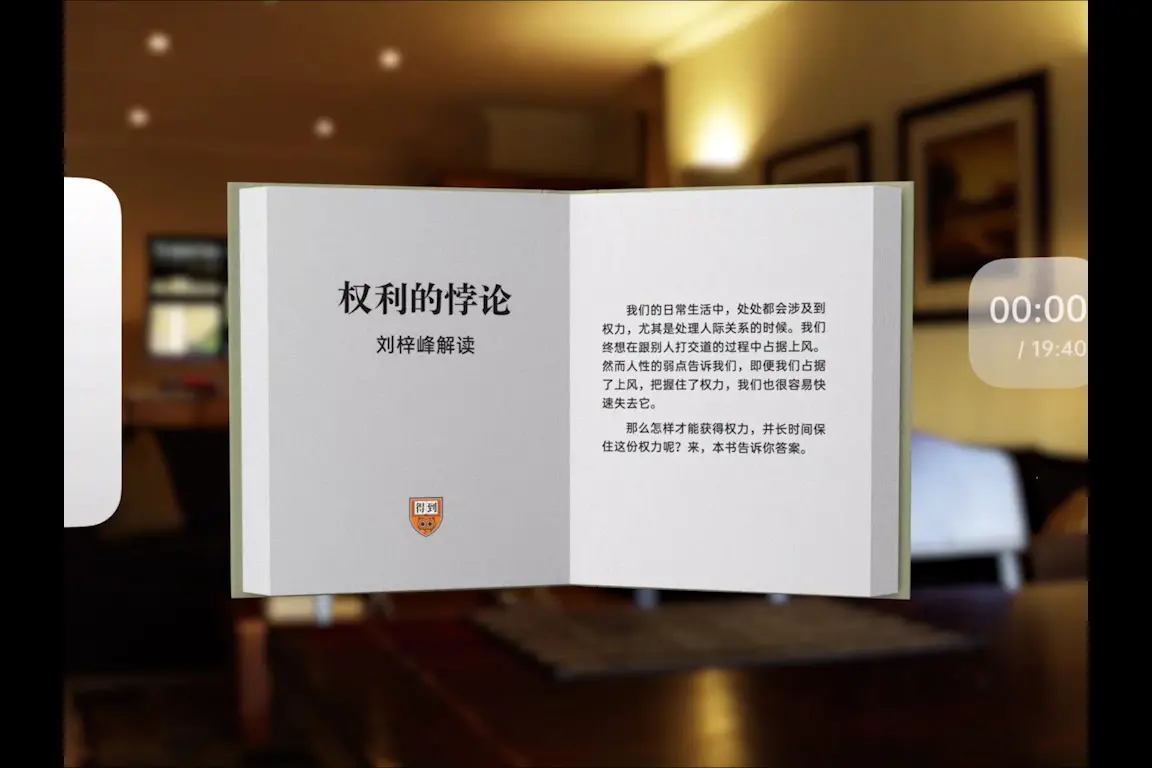 权利的悖论
刘梓峰解读
得到
我们的日常生活中，处处都会涉及到
权力，尤其是处理人际关系的时候。我们
终想在跟别人打交道的过程中占据上风。
然而人性的弱点告诉我们，即便我们占据
了上风，把握住了权力，我们也很容易快
速失去它。
那么怎样才能获得权力，并长时间保
住这份权力呢？来，本书告诉你答案。
00:00
/ 19:40